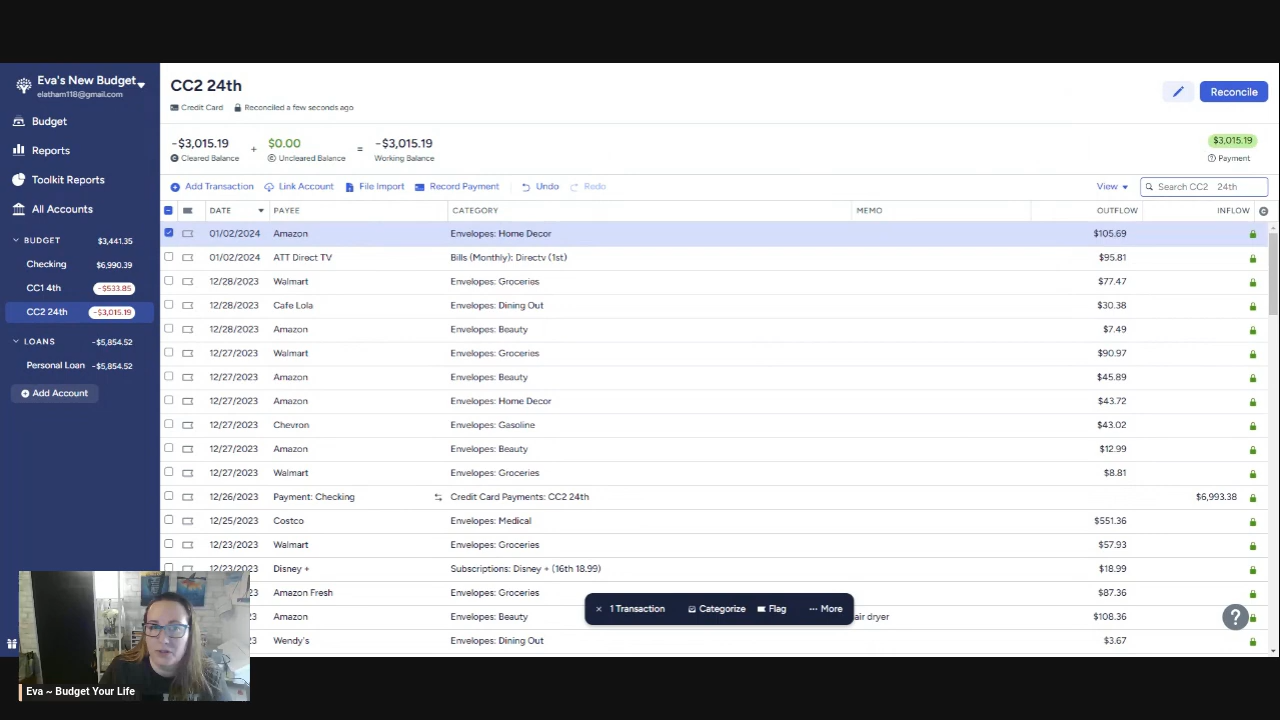 Eva's New Budget
elatham118@gmail.com
Budget
Reports
Toolkit Reports
All Accounts
BUDGET $3,441.35
Checking $6,990.39
CC1 4th -$533.85
CC2 24th -$3,015.19
LOANS -$5,854.52
Personal Loan -$5,854.52
Add Account
CC2 24th
Credit Card Reconciled a few seconds ago
Reconcile
-$3,015.19 + $0.00 = -$3,015.19
Cleared Balance Uncleared Balance Working Balance
$3,015.19
Payment
Add Transaction Link Account File Import Record Payment Undo Redo View Search CC2 24th
DATE PAYEE CATEGORY MEMO OUTFLOW INFLOW C
01/02/2024 Amazon Envelopes: Home Decor $105.69
01/02/2024 ATT Direct TV Bills (Monthly): Directv (1st) $95.81
12/28/2023 Walmart Envelopes: Groceries $77.47
12/28/2023 Cafe Lola Envelopes: Dining Out $30.38
12/28/2023 Amazon Envelopes: Beauty $7.49
12/27/2023 Walmart Envelopes: Groceries $90.97
12/27/2023 Amazon Envelopes: Beauty $45.89
12/27/2023 Amazon Envelopes: Home Decor $43.72
12/27/2023 Chevron Envelopes: Gasoline $43.02
12/27/2023 Amazon Envelopes: Beauty $12.99
12/27/2023 Walmart Envelopes: Groceries $8.81
12/26/2023 Payment: Checking Credit Card Payments: CC2 24th $6,993.38
12/25/2023 Costco Envelopes: Medical $551.36
12/23/2023 Walmart Envelopes: Groceries $57.93
12/23/2023 Disney + Subscriptions: Disney + (16th 18.99) $18.99
3 Amazon Fresh Envelopes: Groceries $87.36
3 Amazon Envelopes: Beauty air dryer $108.36
3 Wendy's Envelopes: Dining Out $3.67
× 1 Transaction Categorize Flag ··· More
?
Eva ~ Budget Your Life